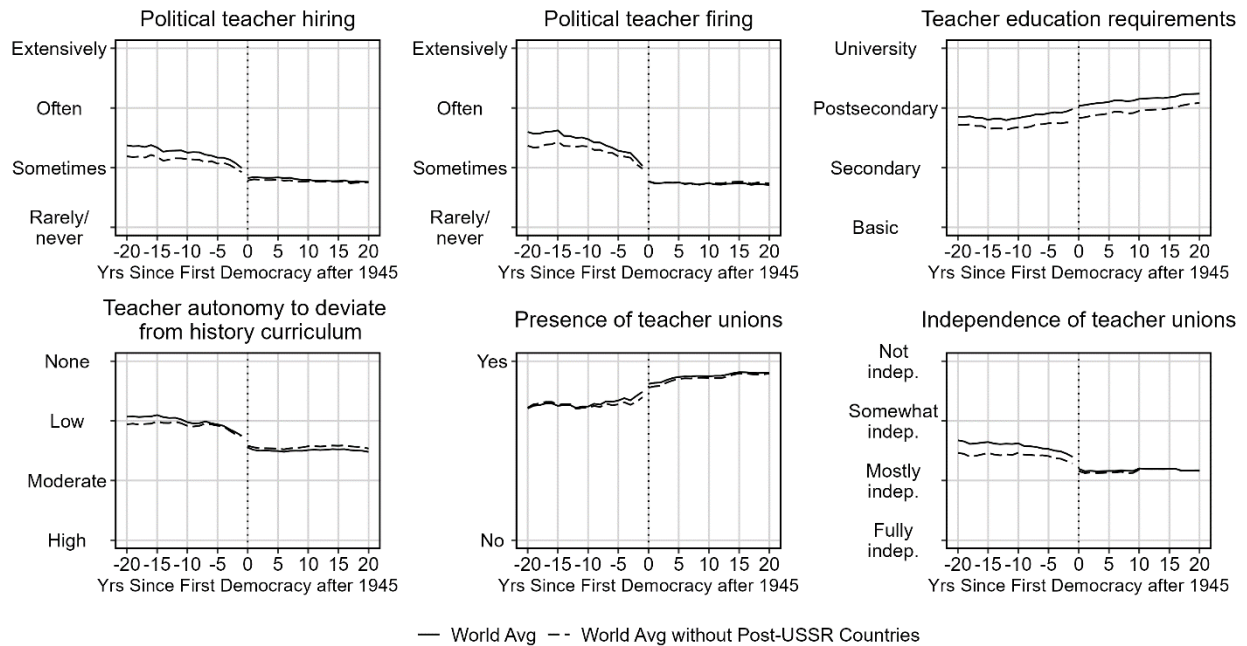 Political teacher hiring
Extensively
Often
Sometimes
Rarely/
never
-20 -15 -10 -5 0 5 10 15 20
Yrs Since First Democracy after 1945
Political teacher firing
Extensively
Often
Sometimes
Rarely/
never
-20 -15 -10 -5 0 5 10 15 20
Yrs Since First Democracy after 1945
Teacher education requirements
University
Postsecondary
Secondary
Basic
-20 -15 -10 -5 0 5 10 15 20
Yrs Since First Democracy after 1945
Teacher autonomy to deviate
from history curriculum
None
Low
Moderate
High
-20 -15 -10 -5 0 5 10 15 20
Yrs Since First Democracy after 1945
Presence of teacher unions
Yes
No
-20 -15 -10 -5 0 5 10 15 20
Yrs Since First Democracy after 1945
Independence of teacher unions
Not
indep.
Somewhat
indep.
Mostly
indep.
Fully
indep.
-20 -15 -10 -5 0 5 10 15 20
Yrs Since First Democracy after 1945
World Avg World Avg without Post-USSR Countries